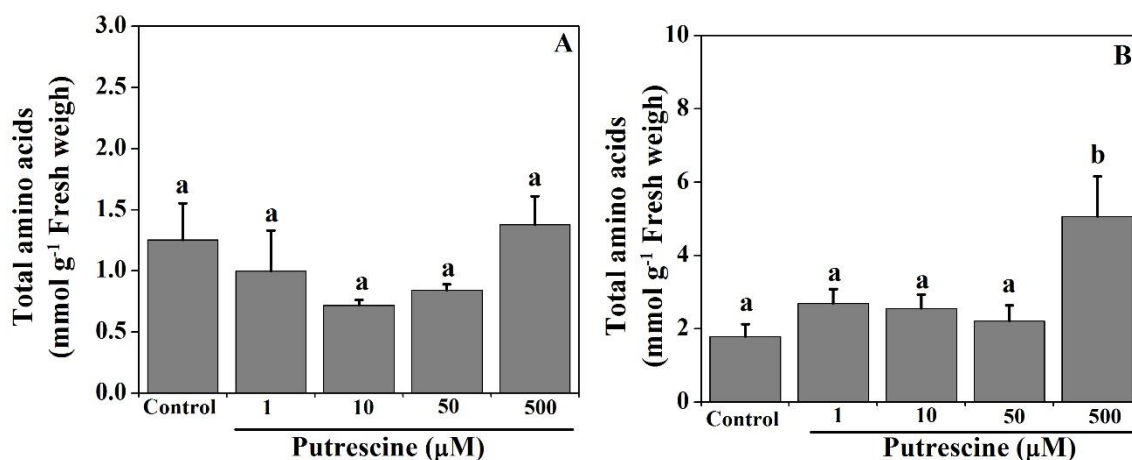 A
Total amino acids
(mmol g⁻¹ Fresh weigh)
3.0
2.5
2.0
1.5
1.0
0.5
0.0
a
a
a
a
a
Control
1
10
50
500
Putrescine (μM)
B
Total amino acids
(mmol g⁻¹ Fresh weigh)
10
8
6
4
2
0
a
a
a
a
b
Control
1
10
50
500
Putrescine (μM)